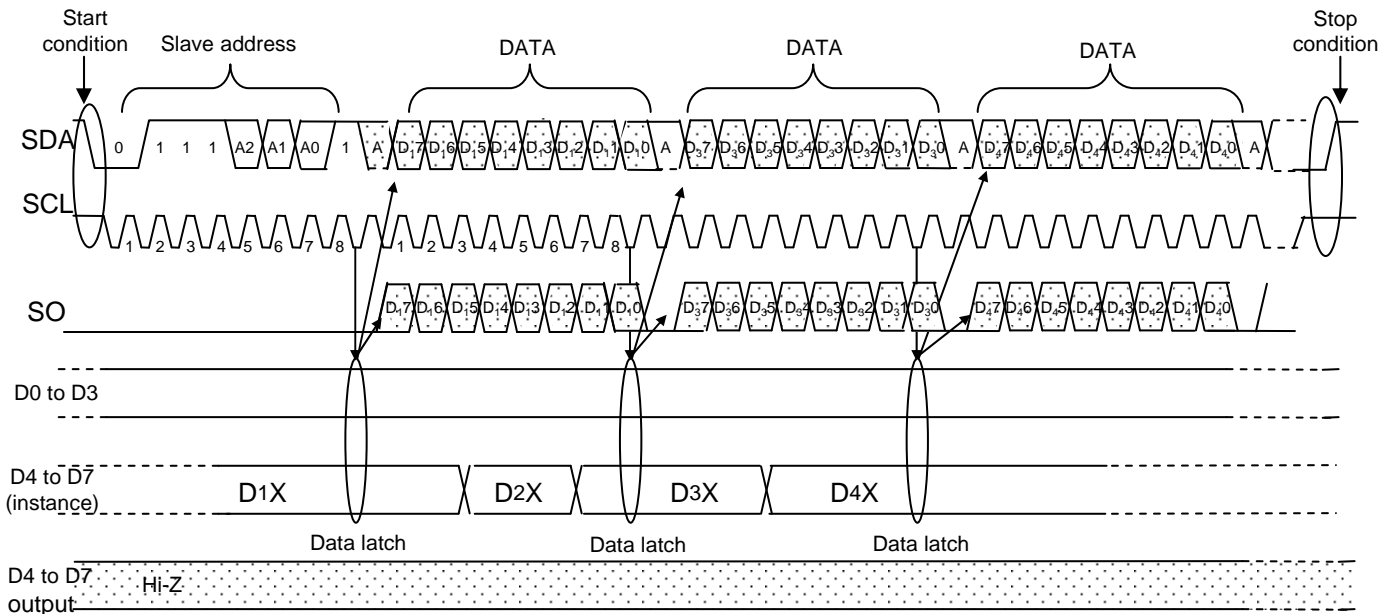 Start condition
Slave address
DATA
DATA
DATA
Stop condition
SDA
0 1 1 1 A2 A1 A0 1 A D₁7 D₁6 D₁5 D₁4 D₁3 D₁2 D₁1 D₁0 A D₃7 D₃6 D₃5 D₃4 D₃3 D₃2 D₃1 D₃0 A D₄7 D₄6 D₄5 D₄4 D₄3 D₄2 D₄1 D₄0 A
SCL
1 2 3 4 5 6 7 8 1 2 3 4 5 6 7 8
SO
D₁7 D₁6 D₁5 D₁4 D₁3 D₁2 D₁1 D₁0 D₃7 D₃6 D₃5 D₃4 D₃3 D₃2 D₃1 D₃0 D₄7 D₄6 D₄5 D₄4 D₄3 D₄2 D₄1 D₄0
D0 to D3
D4 to D7
(instance)
D1X D2X D3X D4X
Data latch Data latch Data latch
D4 to D7
output
Hi-Z